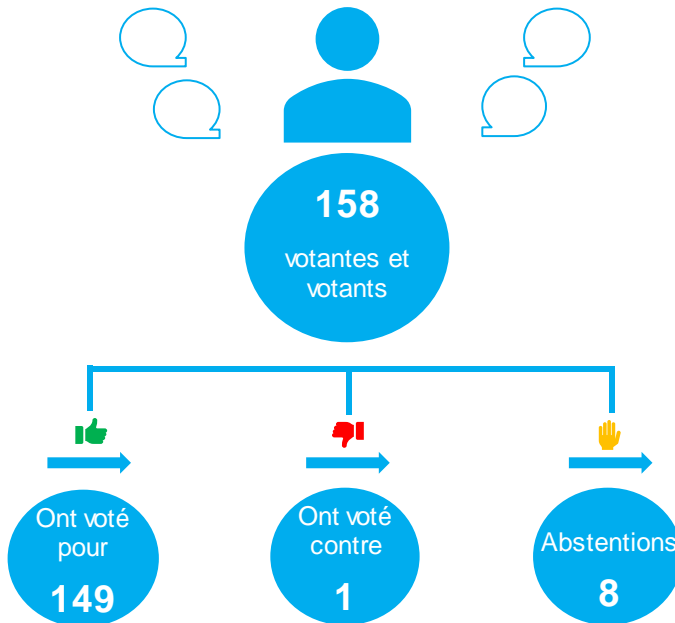 158
votantes et
votants
Ont voté
pour
149
Ont voté
contre
1
Abstentions
8